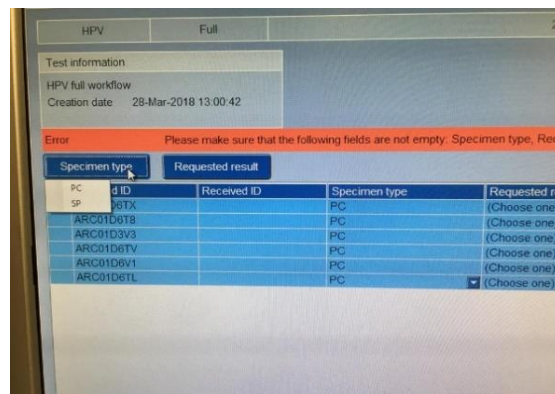 HPV Full 2
Test information
HPV full workflow
Creation date 28-Mar-2018 13:00:42
Error Please make sure that the following fields are not empty: Specimen type, Rec
Specimen type Requested result
PC
SP
d ID Received ID Specimen type Requested r
D6TX PC (Choose one
ARC01D6T8 PC (Choose one
ARC01D3V3 PC (Choose one)
ARC01D6TV PC (Choose one)
ARC01D6V1 PC (Choose one)
ARC01D6TL PC (Choose one)